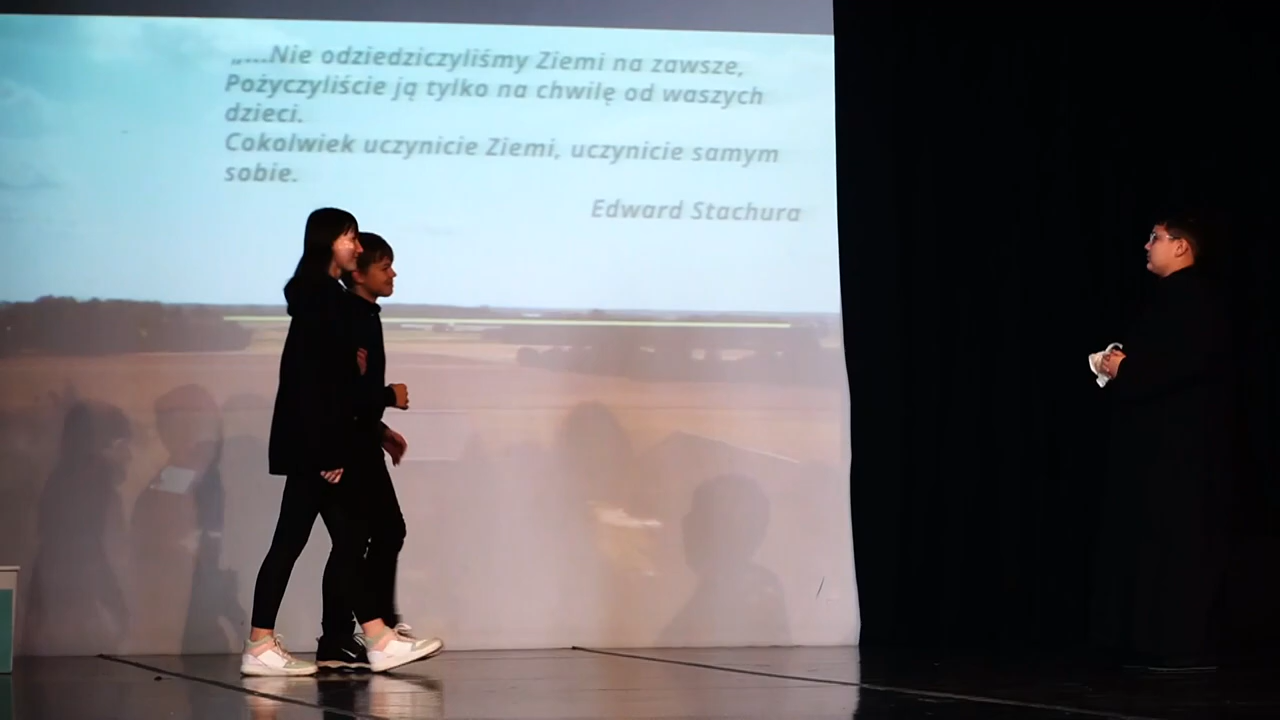 „...Nie odziedziczyliśmy Ziemi na zawsze,
Pożyczyliście ją tylko na chwilę od waszych
dzieci.
Cokolwiek uczynicie Ziemi, uczynicie samym
sobie.
Edward Stachura